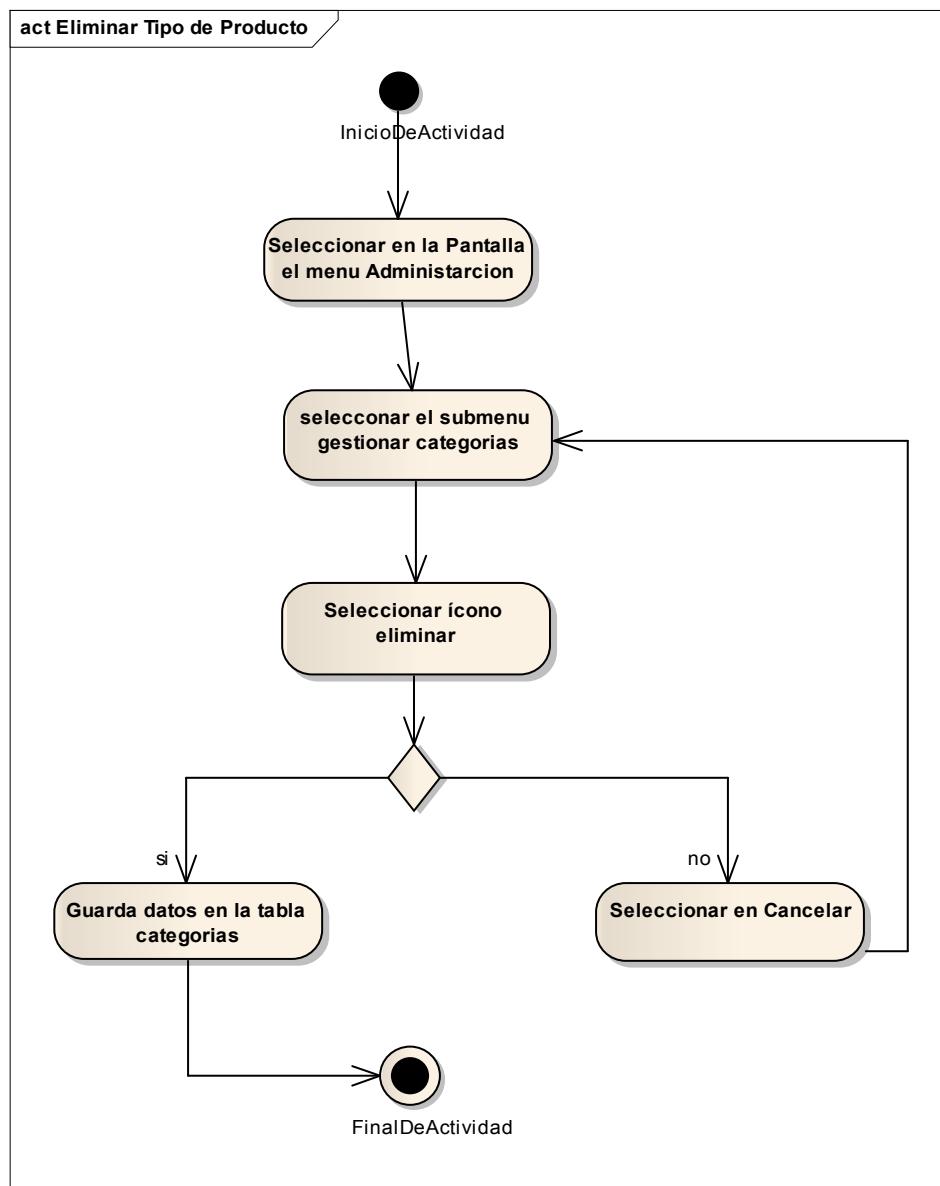 act Eliminar Tipo de Producto
InicioDeActividad
Seleccionar en la Pantalla
el menu Administarcion
selecconar el submenu
gestionar categorias
Seleccionar ícono
eliminar
si
no
Guarda datos en la tabla
categorias
Seleccionar en Cancelar
FinalDeActividad